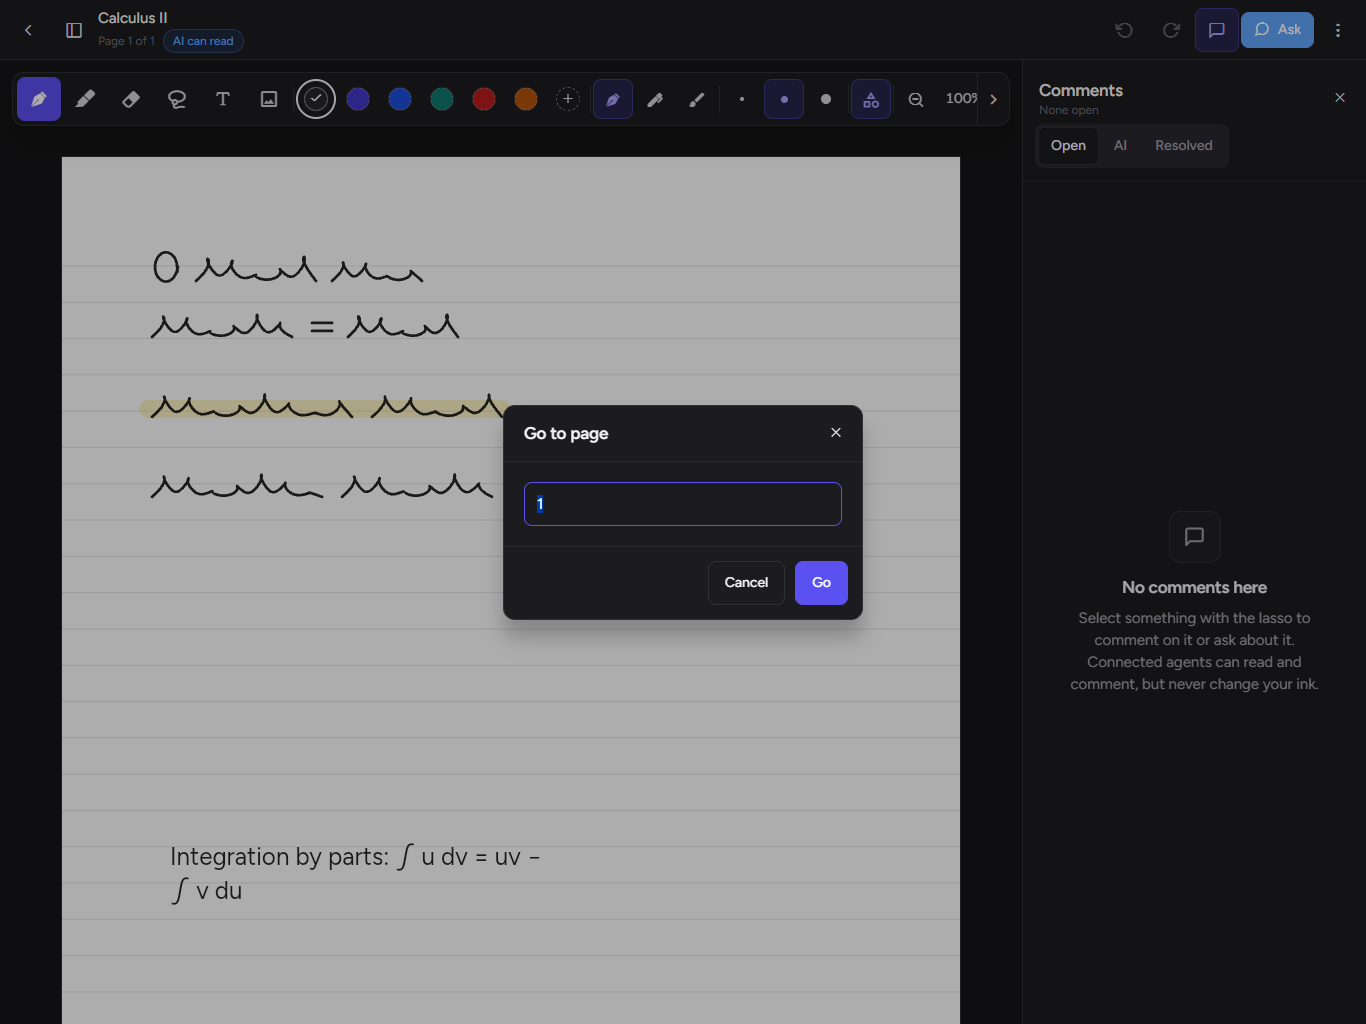 Calculus II
Page 1 of 1 AI can read
Ask
T
100%
Comments
None open
Open AI Resolved
=
Go to page
1
Cancel Go
No comments here
Select something with the lasso to
comment on it or ask about it.
Connected agents can read and
comment, but never change your ink.
Integration by parts: ∫ u dv = uv −
∫ v du